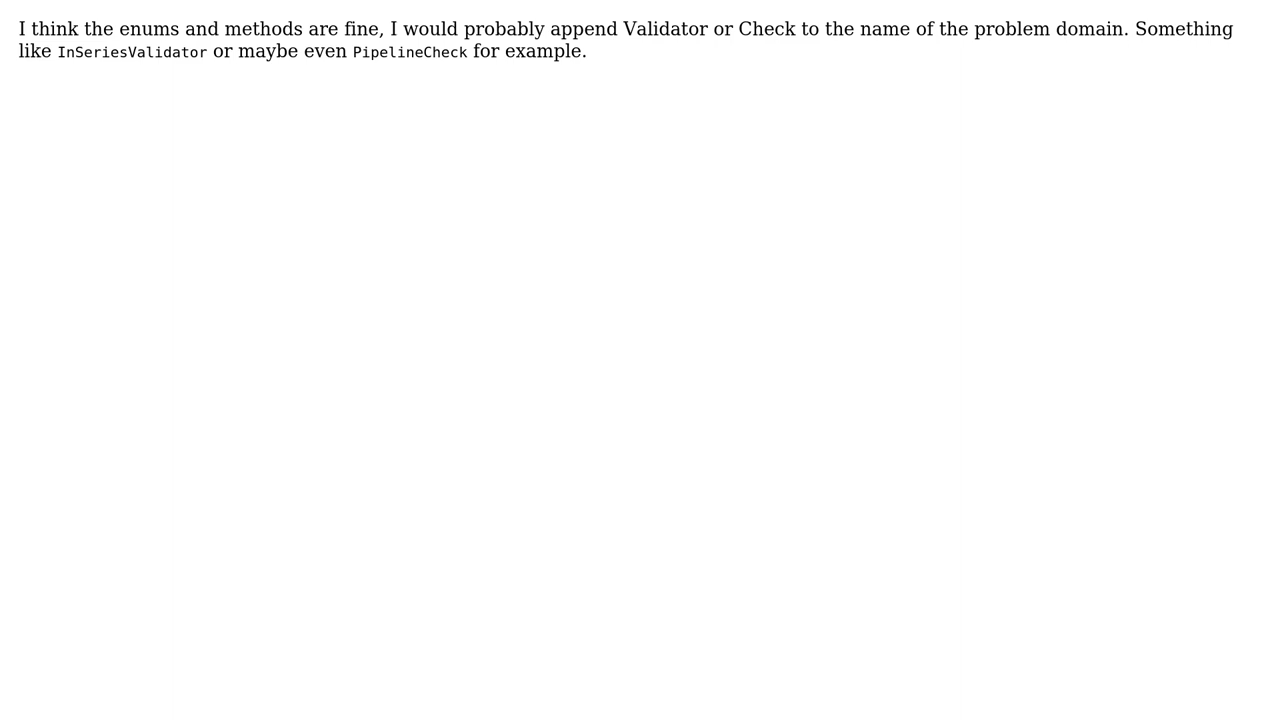 I think the enums and methods are fine, I would probably append Validator or Check to the name of the problem domain. Something
like InSeriesValidator or maybe even PipelineCheck for example.